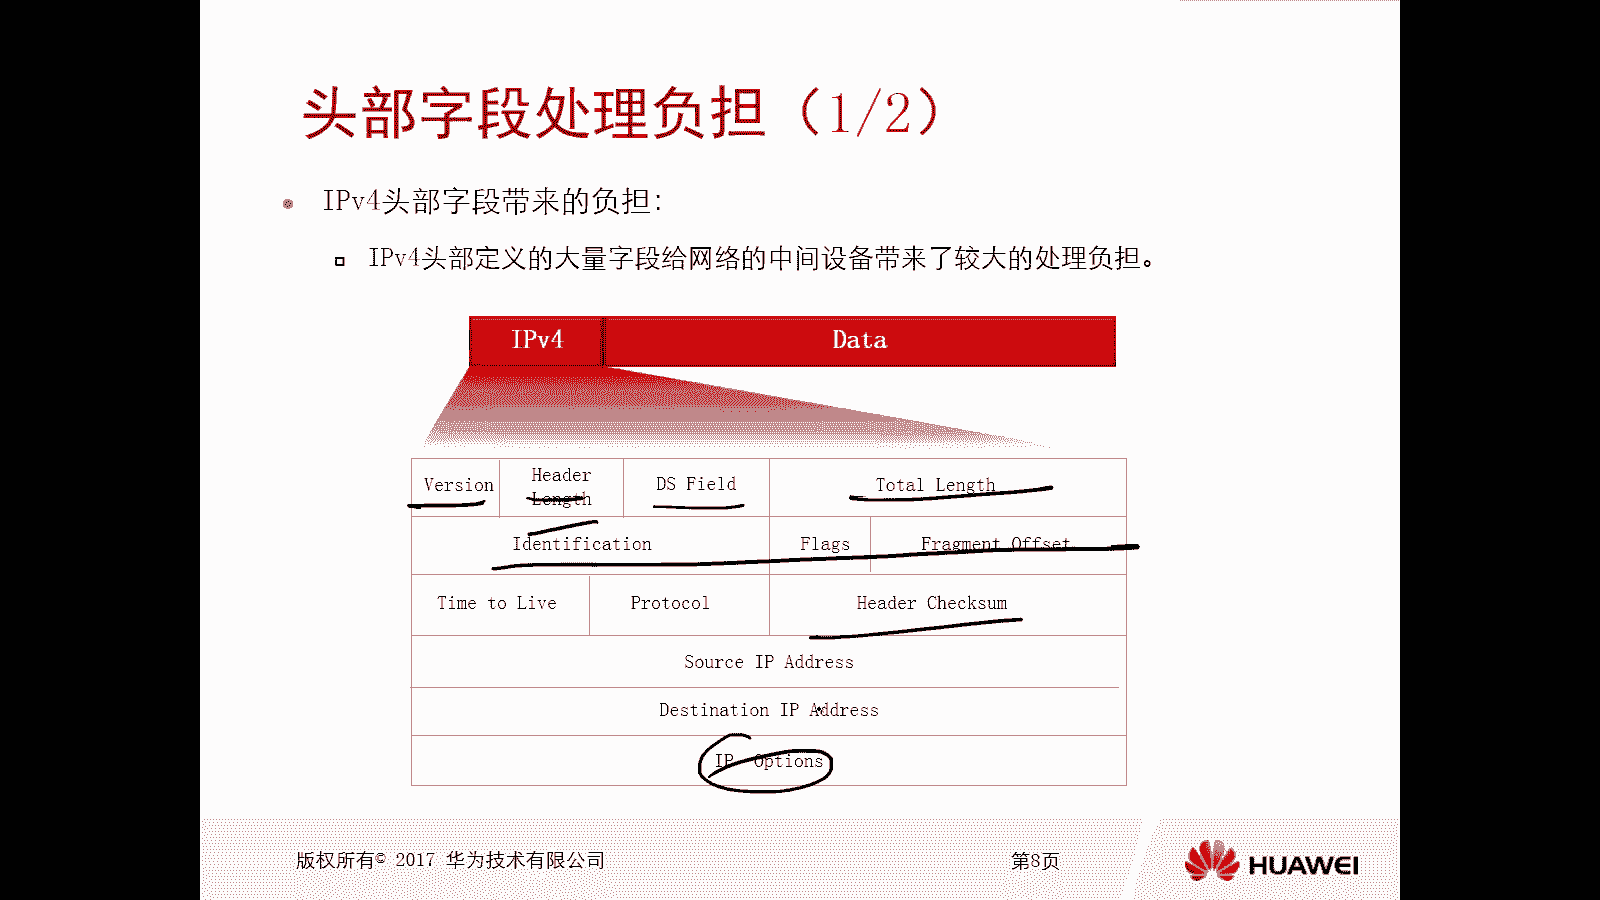 头部字段处理负担（1/2）
IPv4头部字段带来的负担：
IPv4头部定义的大量字段给网络的中间设备带来了较大的处理负担。
IPv4 Data
Version Header Length DS Field Total Length
Identification Flags Fragment Offset
Time to Live Protocol Header Checksum
Source IP Address
Destination IP Address
IP Options
版权所有© 2017 华为技术有限公司 第8页 HUAWEI